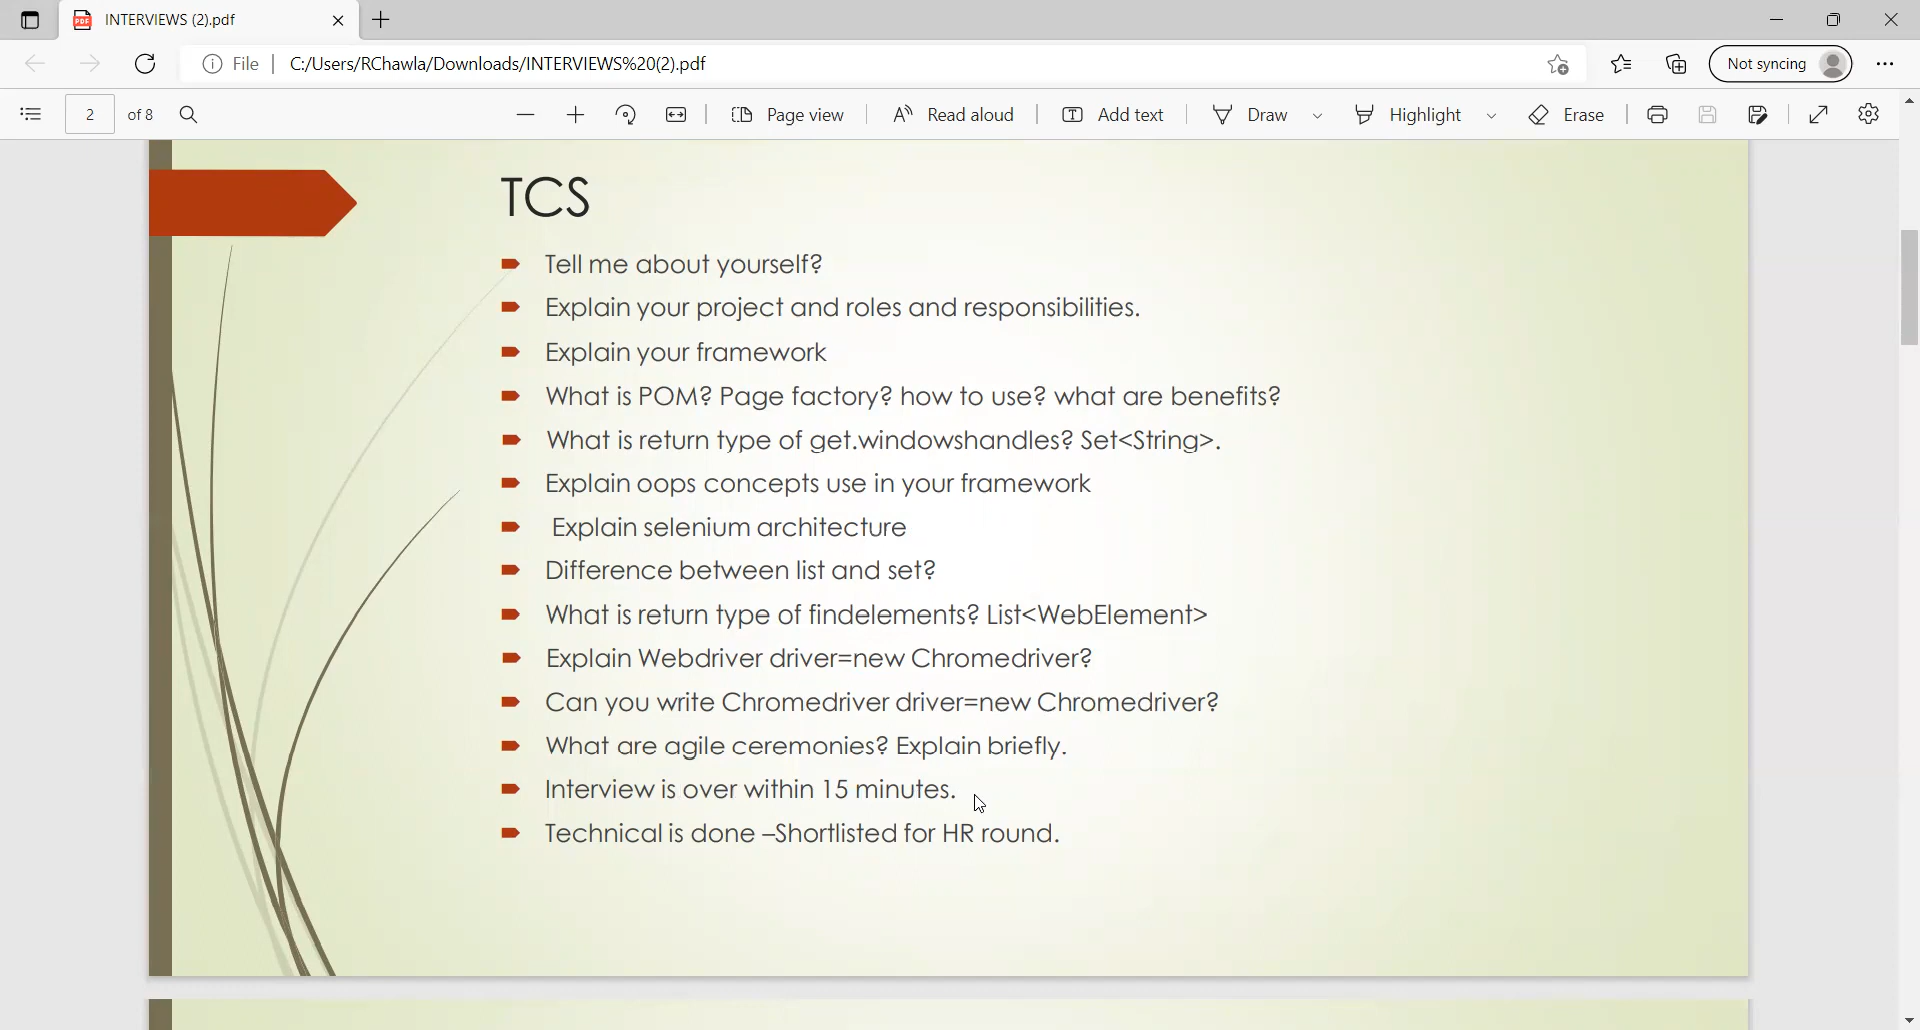 INTERVIEWS (2).pdf
File
C:/Users/RChawla/Downloads/INTERVIEWS%20(2).pdf
Not syncing
2 of 8
Page view
Read aloud
Add text
Draw
Highlight
Erase
TCS
Tell me about yourself?
Explain your project and roles and responsibilities.
Explain your framework
What is POM? Page factory? how to use? what are benefits?
What is return type of get.windowshandles? Set<String>.
Explain oops concepts use in your framework
Explain selenium architecture
Difference between list and set?
What is return type of findelements? List<WebElement>
Explain Webdriver driver=new Chromedriver?
Can you write Chromedriver driver=new Chromedriver?
What are agile ceremonies? Explain briefly.
Interview is over within 15 minutes.
Technical is done –Shortlisted for HR round.